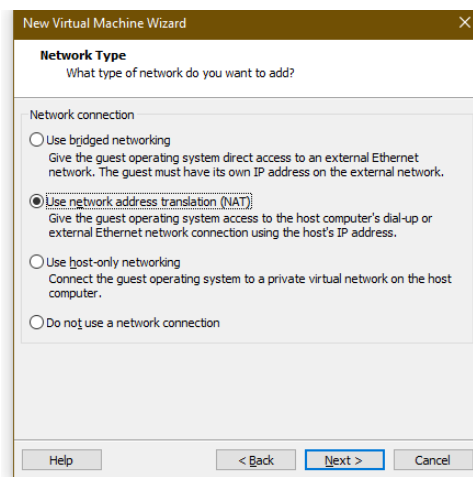 New Virtual Machine Wizard
Network Type
What type of network do you want to add?
Network connection
Use bridged networking
Give the guest operating system direct access to an external Ethernet
network. The guest must have its own IP address on the external network.
Use network address translation (NAT)
Give the guest operating system access to the host computer's dial-up or
external Ethernet network connection using the host's IP address.
Use host-only networking
Connect the guest operating system to a private virtual network on the host
computer.
Do not use a network connection
Help
< Back
Next >
Cancel